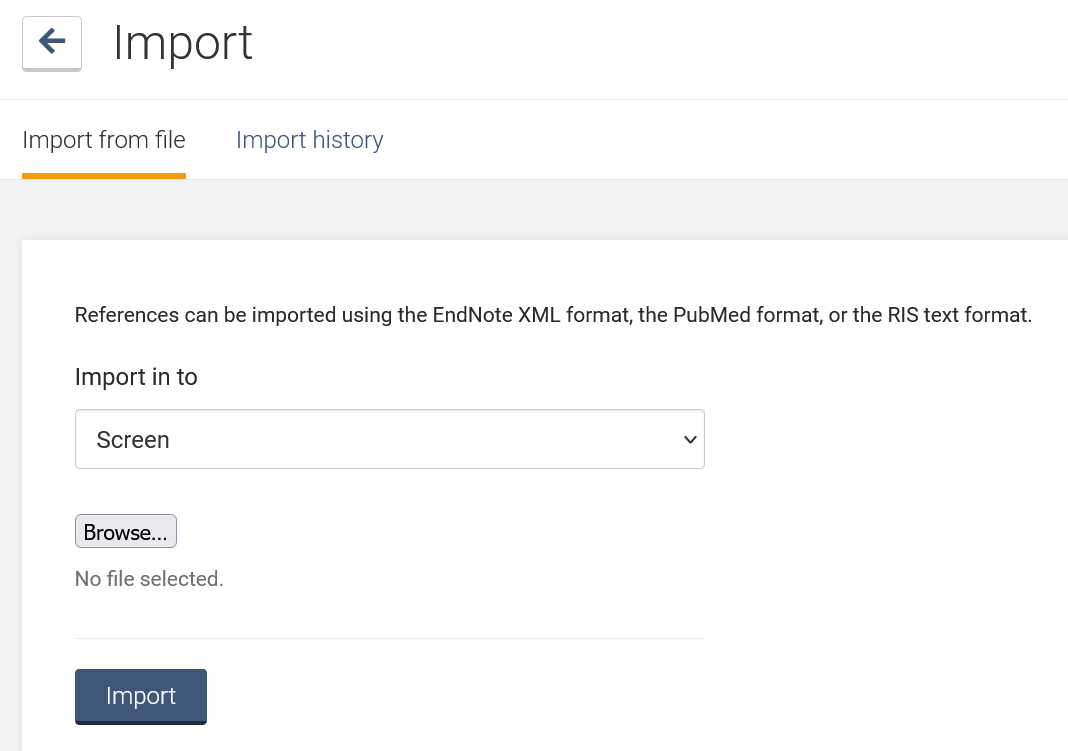 Import
Import from file
Import history
References can be imported using the EndNote XML format, the PubMed format, or the RIS text format.
Import in to
Screen
Browse...
No file selected.
Import